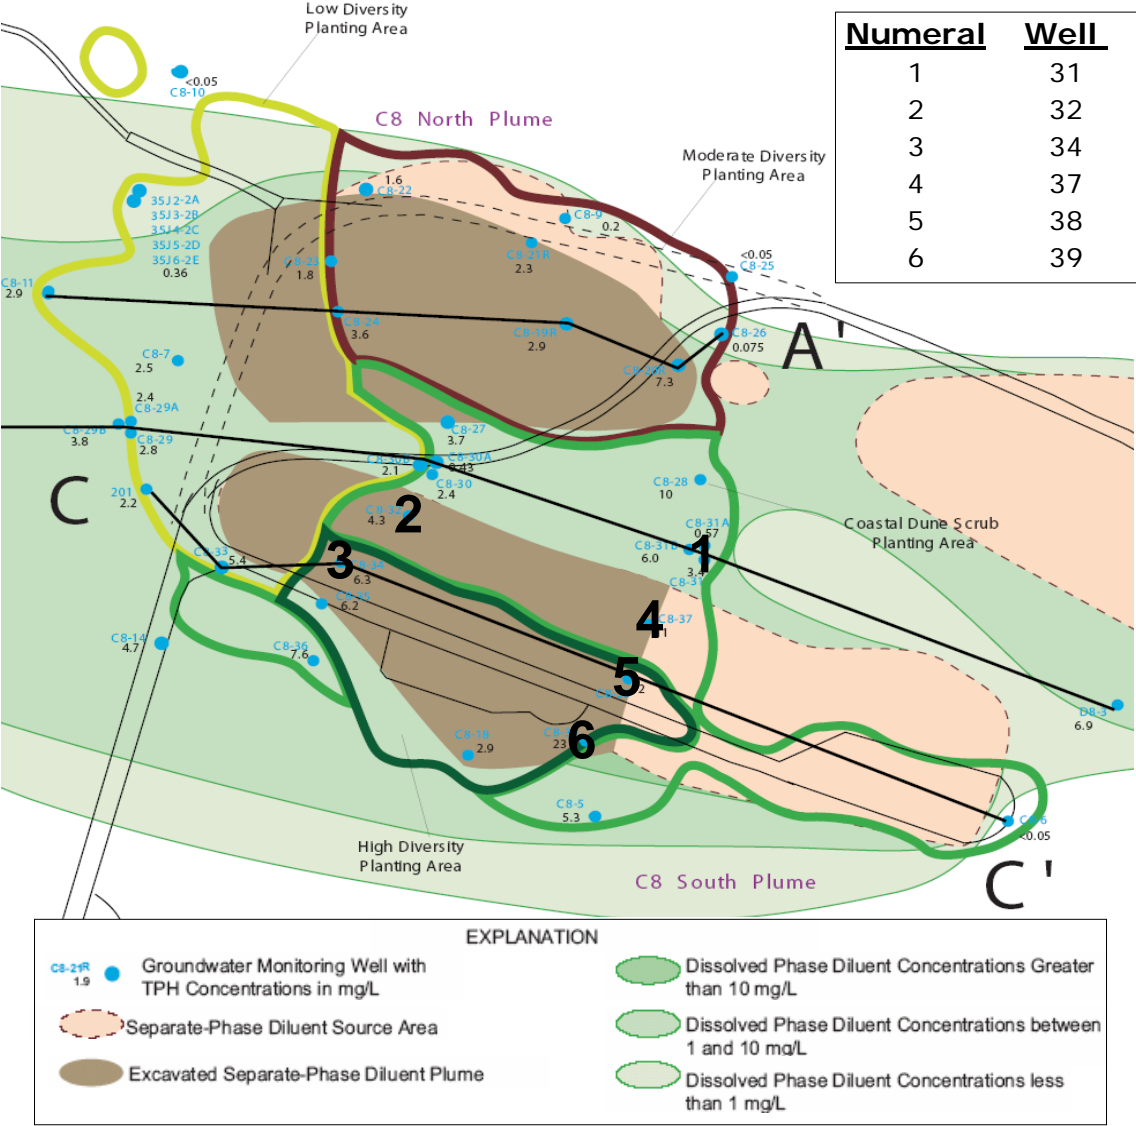 Low Diversity
Planting Area
Numeral Well
1 31
2 32
3 34
4 37
5 38
6 39
<0.05
C8-10
C8 North Plume
Moderate Diversity
Planting Area
1.6
C8-22
35J2-2A
35J3-2B
35J4-2C
35J5-2D
35J6-2E
0.36
C8-9
0.2
C8-21R
2.3
<0.05
C8-25
C8-23
1.8
C8-11
2.9
C8-24
3.6
C8-19R
2.9
C8-26
0.075
A'
C8-7
2.5
C8-20R
7.3
2.4
C8-29A
C8-29B
3.8
C8-29
2.8
C8-27
3.7
C8-30B
2.1
C8-30A
0.43
C8-30
2.4
C8-28
10
C
201
2.2
C8-32
4.3
2
C8-31A
0.57
C8-31B
6.0
1
3.4
C8-31
Coastal Dune Scrub
Planting Area
C8-33
5.4
3
C8-34
6.3
C8-35
6.2
4
C8-37
C8-14
4.7
C8-36
7.6
5
2
D8-3
6.9
C8-18
2.9
6
23
C8-5
5.3
<0.05
High Diversity
Planting Area
C8 South Plume
C'
EXPLANATION
C8-21R
1.9
Groundwater Monitoring Well with
TPH Concentrations in mg/L
Separate-Phase Diluent Source Area
Excavated Separate-Phase Diluent Plume
Dissolved Phase Diluent Concentrations Greater
than 10 mg/L
Dissolved Phase Diluent Concentrations between
1 and 10 mg/L
Dissolved Phase Diluent Concentrations less
than 1 mg/L